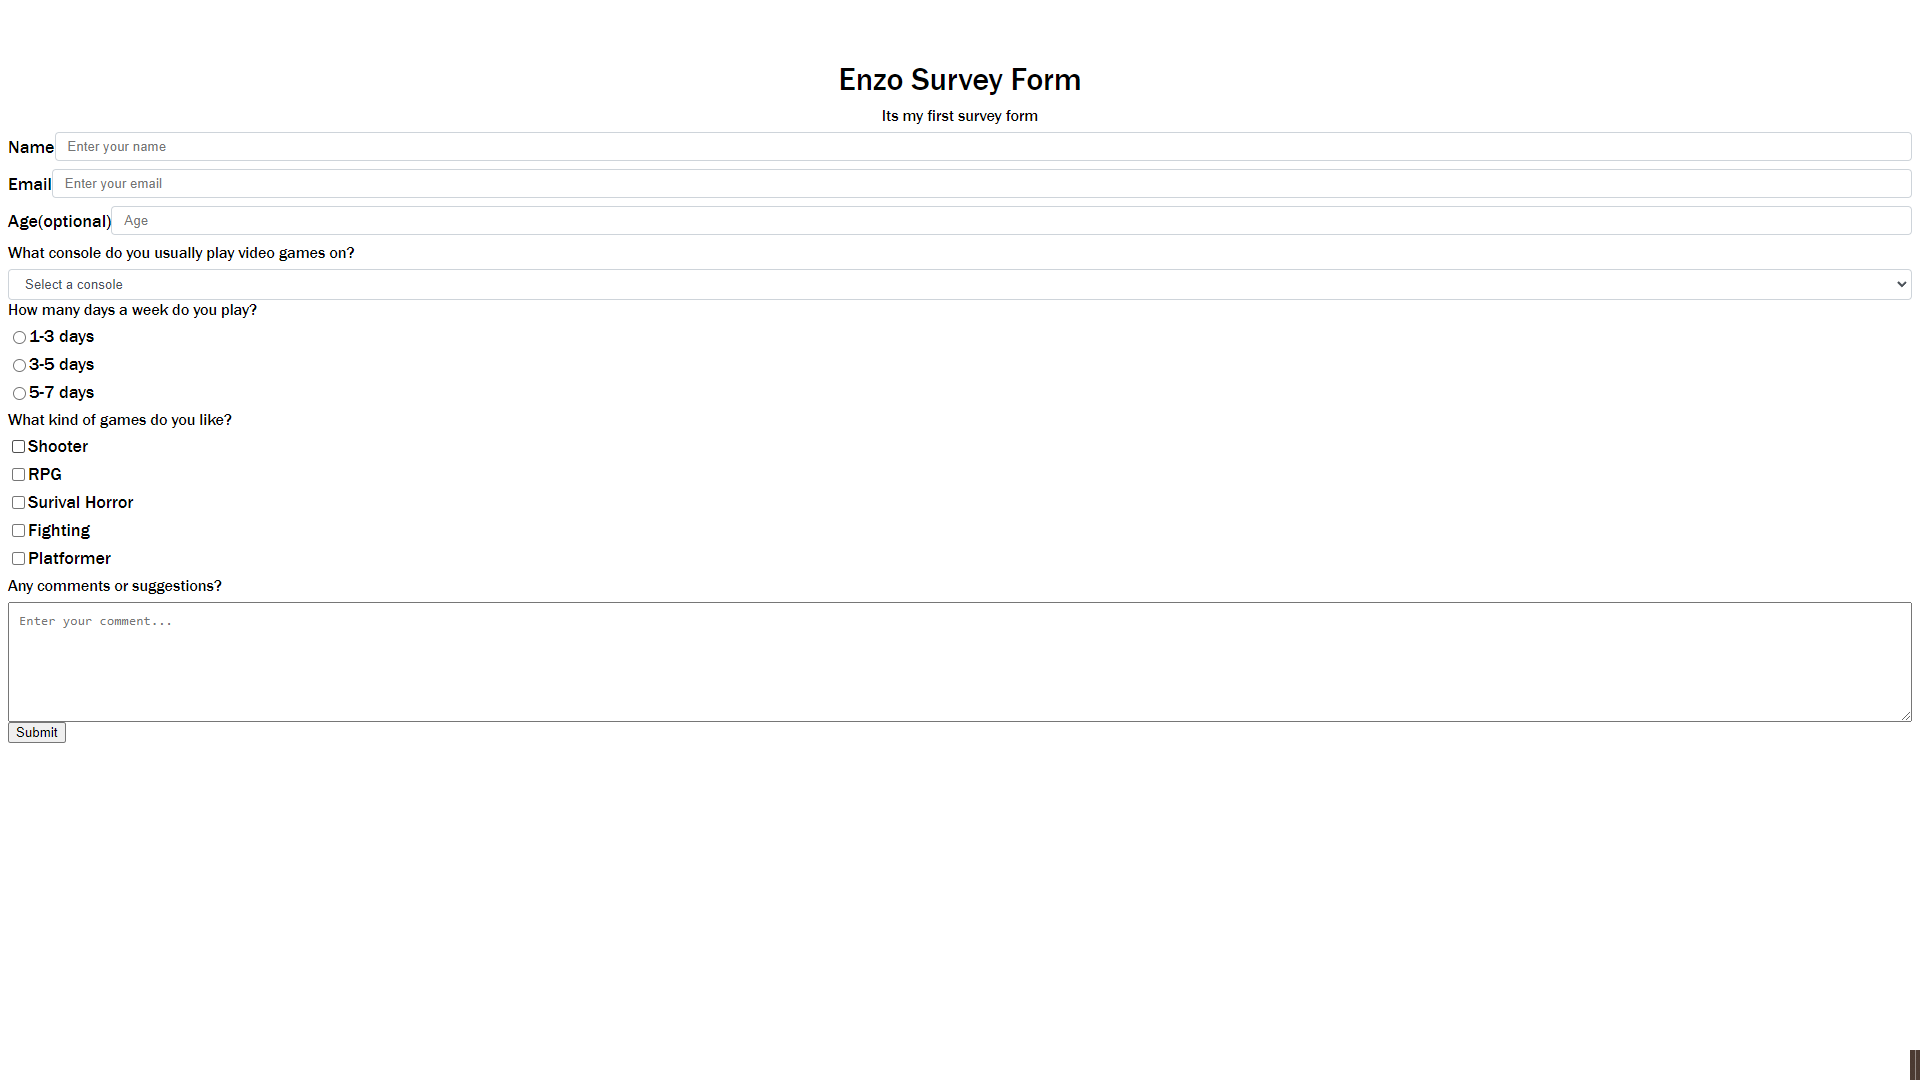 Enzo Survey Form
Its my first survey form
Name Enter your name
Email Enter your email
Age(optional) Age
What console do you usually play video games on?
Select a console
How many days a week do you play?
1-3 days
3-5 days
5-7 days
What kind of games do you like?
Shooter
RPG
Surival Horror
Fighting
Platformer
Any comments or suggestions?
Enter your comment...
Submit